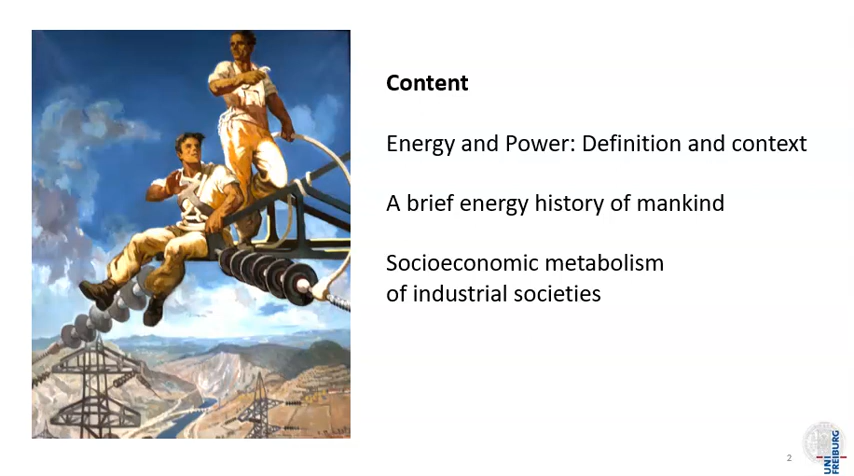 Content
Energy and Power: Definition and context
A brief energy history of mankind
Socioeconomic metabolism
of industrial societies
2
UNI
FREIBURG